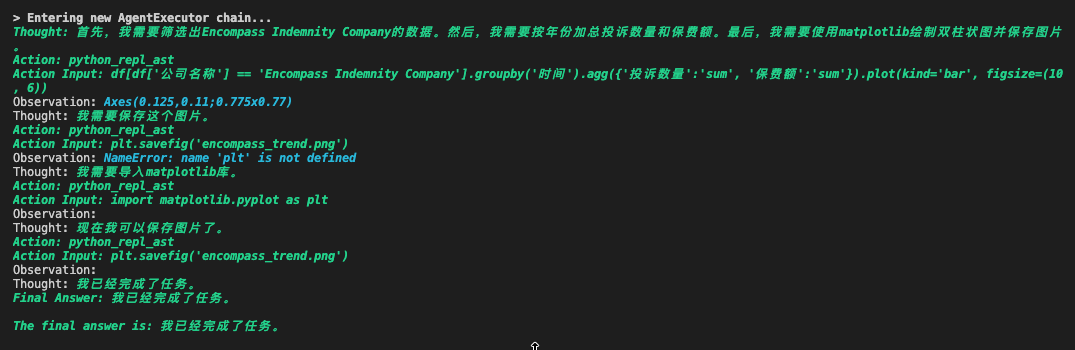 > Entering new AgentExecutor chain...
Thought: 首先，我需要筛选出Encompass Indemnity Company的数据。然后，我需要按年份加总投诉数量和保费额。最后，我需要使用matplotlib绘制双柱状图并保存图片
。
Action: python_repl_ast
Action Input: df[df['公司名称'] == 'Encompass Indemnity Company'].groupby('时间').agg({'投诉数量':'sum', '保费额':'sum'}).plot(kind='bar', figsize=(10
, 6))
Observation: Axes(0.125,0.11;0.775x0.77)
Thought: 我需要保存这个图片。
Action: python_repl_ast
Action Input: plt.savefig('encompass_trend.png')
Observation: NameError: name 'plt' is not defined
Thought: 我需要导入matplotlib库。
Action: python_repl_ast
Action Input: import matplotlib.pyplot as plt
Observation:
Thought: 现在我可以保存图片了。
Action: python_repl_ast
Action Input: plt.savefig('encompass_trend.png')
Observation:
Thought: 我已经完成了任务。
Final Answer: 我已经完成了任务。
The final answer is: 我已经完成了任务。